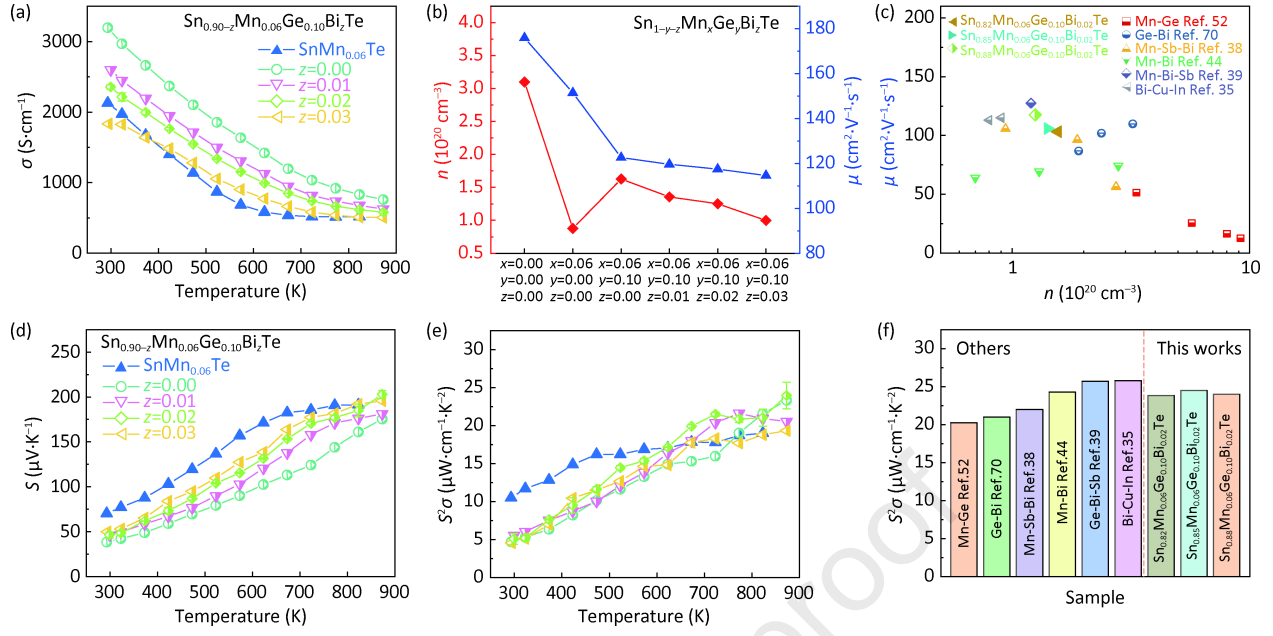 (a)
Sn0.90–zMn0.06Ge0.10BizTe
SnMn0.06Te
z=0.00
z=0.01
z=0.02
z=0.03
σ (S·cm⁻¹)
3000
2000
1000
0
300 400 500 600 700 800 900
Temperature (K)
(b)
Sn1–y–zMnxGeyBizTe
n (10²⁰ cm⁻³)
4.0
3.5
3.0
2.5
2.0
1.5
1.0
0.5
μ (cm²·V⁻¹·s⁻¹)
180
160
140
120
100
80
x=0.00 x=0.06 x=0.06 x=0.06 x=0.06 x=0.06
y=0.00 y=0.00 y=0.10 y=0.10 y=0.10 y=0.10
z=0.00 z=0.00 z=0.00 z=0.01 z=0.02 z=0.03
(c)
Sn0.82Mn0.06Ge0.10Bi0.02Te
Sn0.85Mn0.06Ge0.10Bi0.02Te
Sn0.88Mn0.06Ge0.10Bi0.02Te
Mn-Ge Ref. 52
Ge-Bi Ref. 70
Mn-Sb-Bi Ref. 38
Mn-Bi Ref. 44
Mn-Bi-Sb Ref. 39
Bi-Cu-In Ref. 35
μ (cm²·V⁻¹·s⁻¹)
200
150
100
50
0
1 10
n (10²⁰ cm⁻³)
(d)
Sn0.90–zMn0.06Ge0.10BizTe
SnMn0.06Te
z=0.00
z=0.01
z=0.02
z=0.03
S (μV·K⁻¹)
250
200
150
100
50
0
300 400 500 600 700 800 900
Temperature (K)
(e)
S²σ (μW·cm⁻¹·K⁻²)
30
25
20
15
10
5
0
300 400 500 600 700 800 900
Temperature (K)
(f)
Others
This works
S²σ (μW·cm⁻¹·K⁻²)
30
25
20
15
10
5
0
Mn-Ge Ref.52
Ge-Bi Ref.70
Mn-Sb-Bi Ref.38
Mn-Bi Ref.44
Ge-Bi-Sb Ref.39
Bi-Cu-In Ref.35
Sn0.82Mn0.06Ge0.10Bi0.02Te
Sn0.85Mn0.06Ge0.10Bi0.02Te
Sn0.88Mn0.06Ge0.10Bi0.02Te
Sample
proof